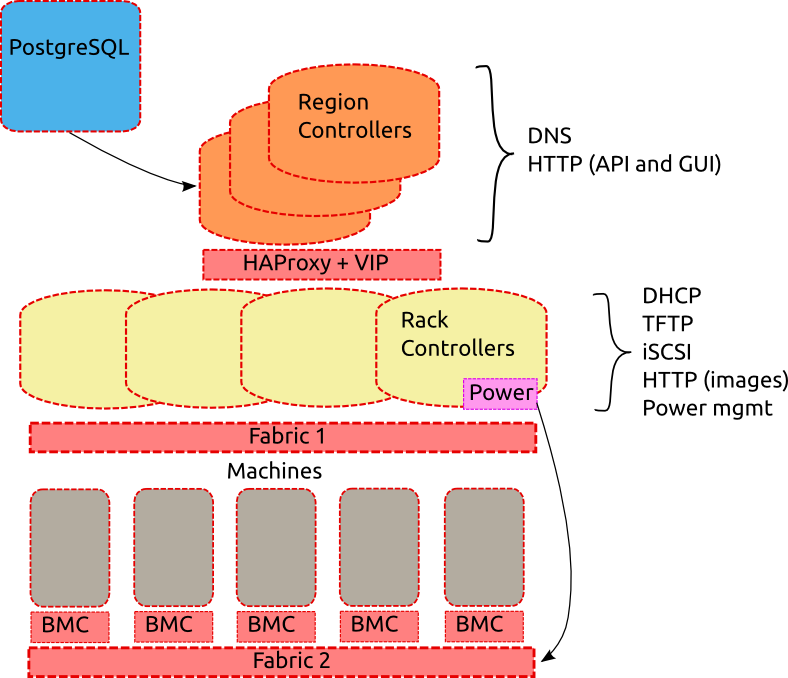 PostgreSQL
Region
Controllers
DNS
HTTP (API and GUI)
HAProxy + VIP
Rack
Controllers
Power
DHCP
TFTP
iSCSI
HTTP (images)
Power mgmt
Fabric 1
Machines
BMC
BMC
BMC
BMC
BMC
Fabric 2